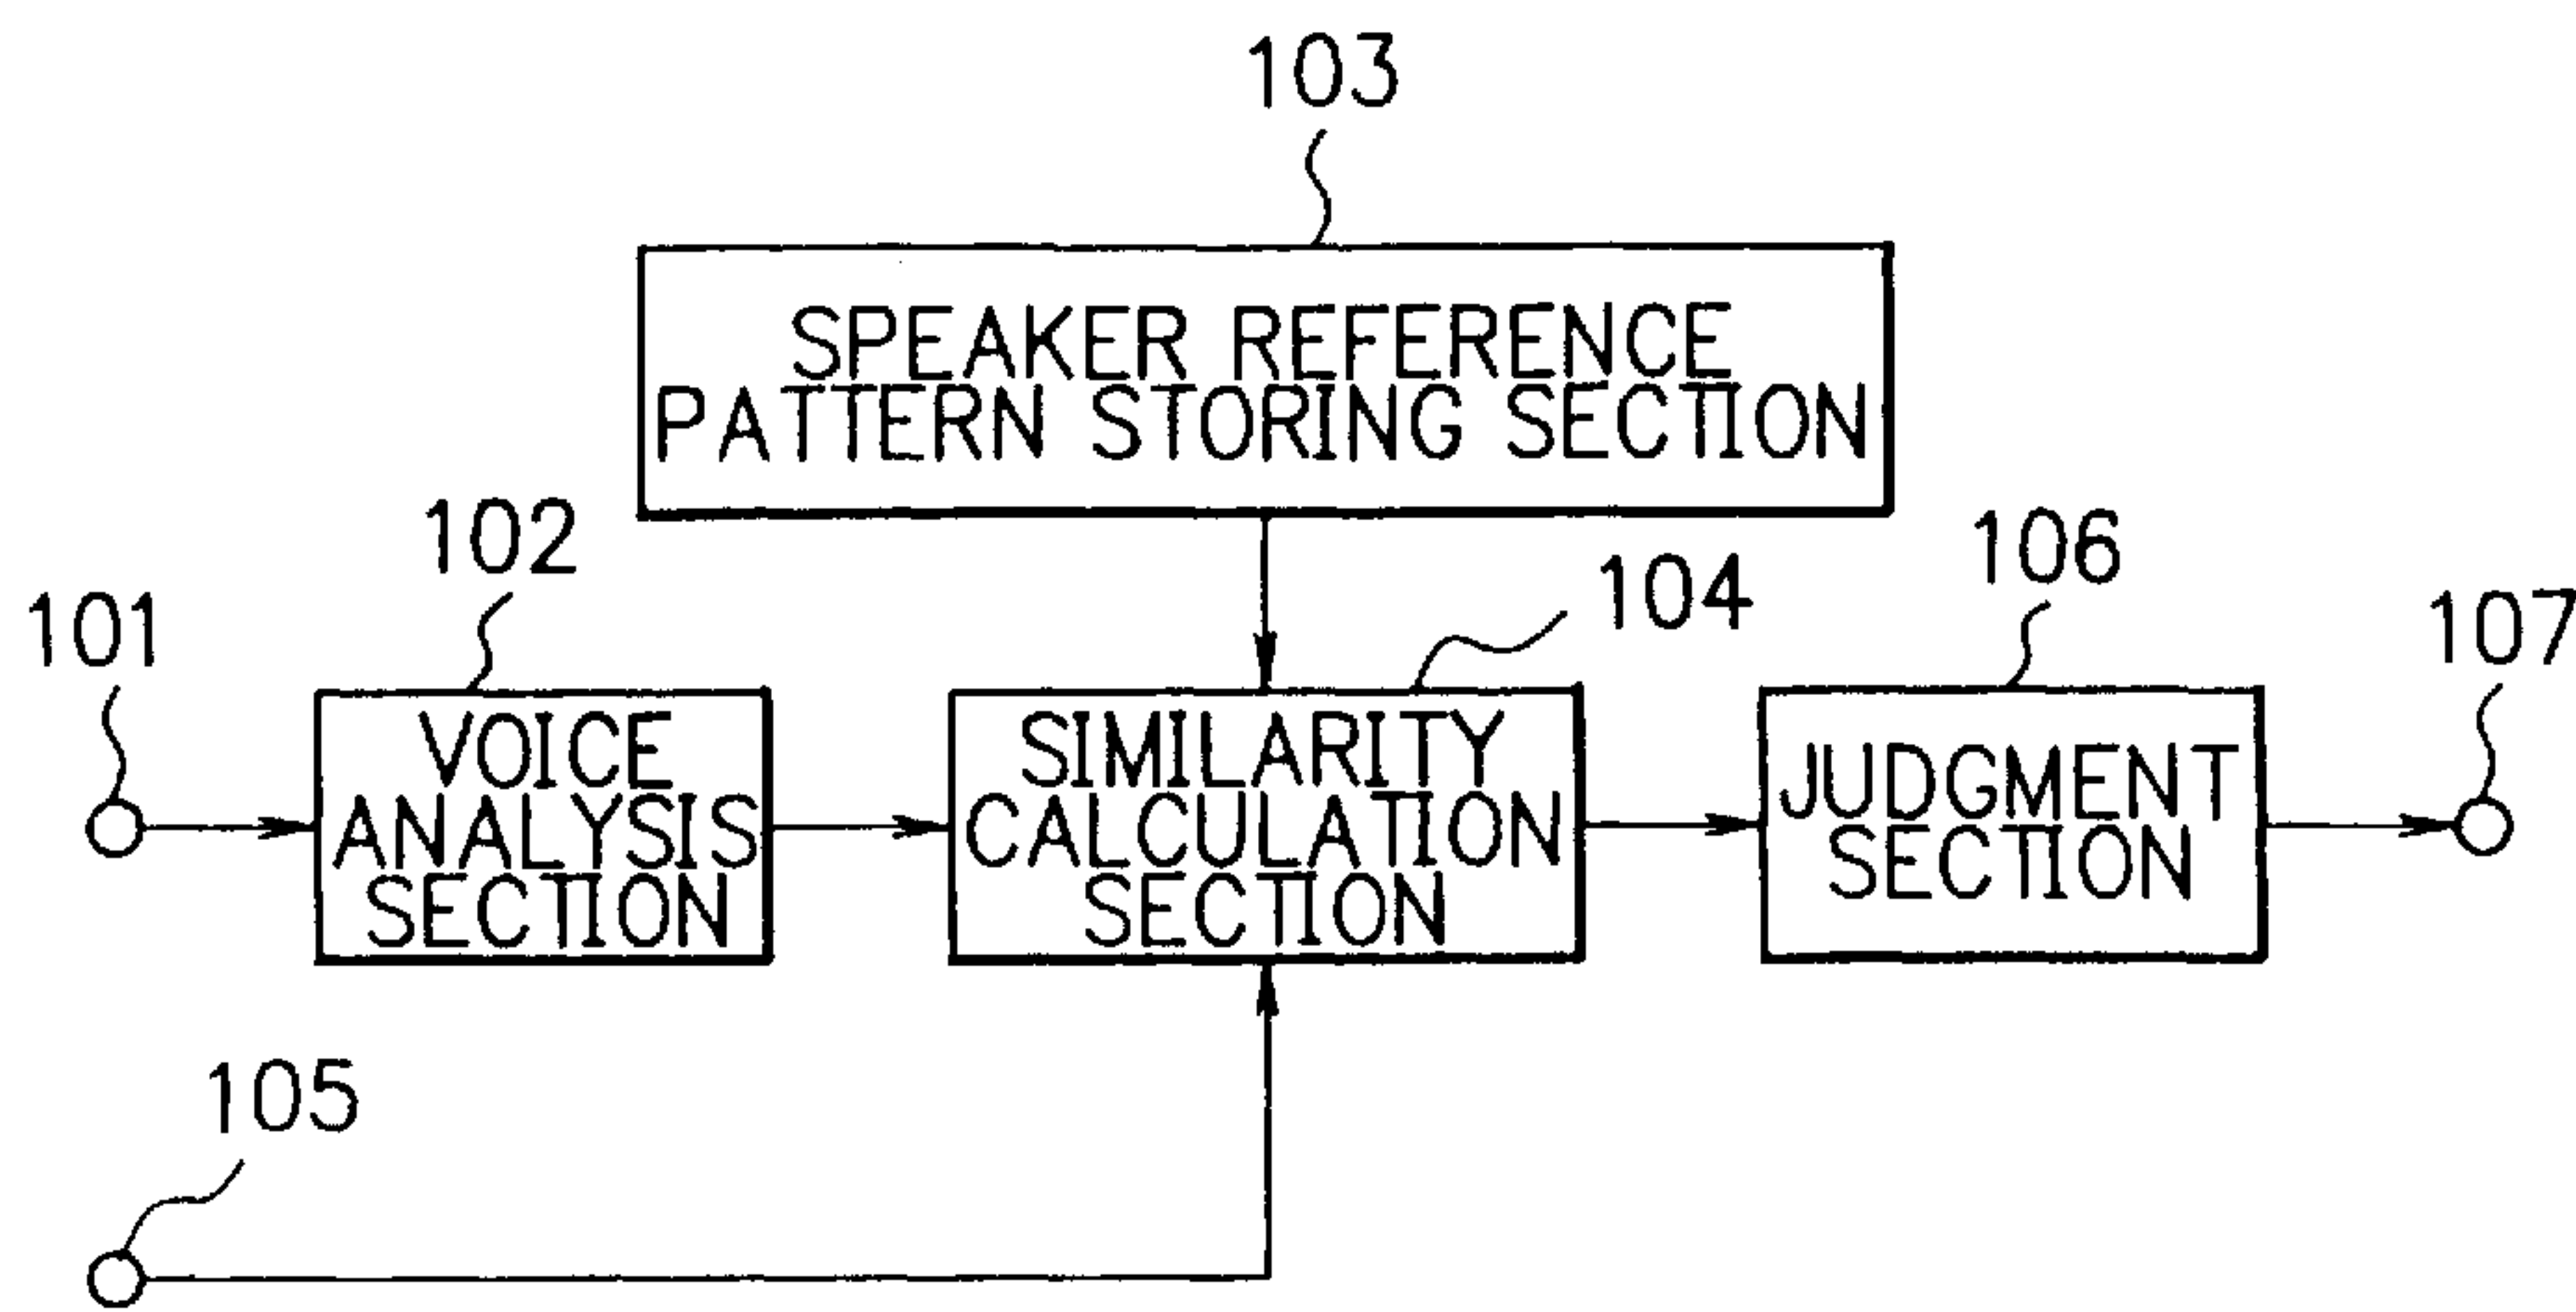 103
SPEAKER REFERENCE
PATTERN STORING SECTION
102
104
106
101
107
VOICE
ANALYSIS
SECTION
SIMILARITY
CALCULATION
SECTION
JUDGMENT
SECTION
105